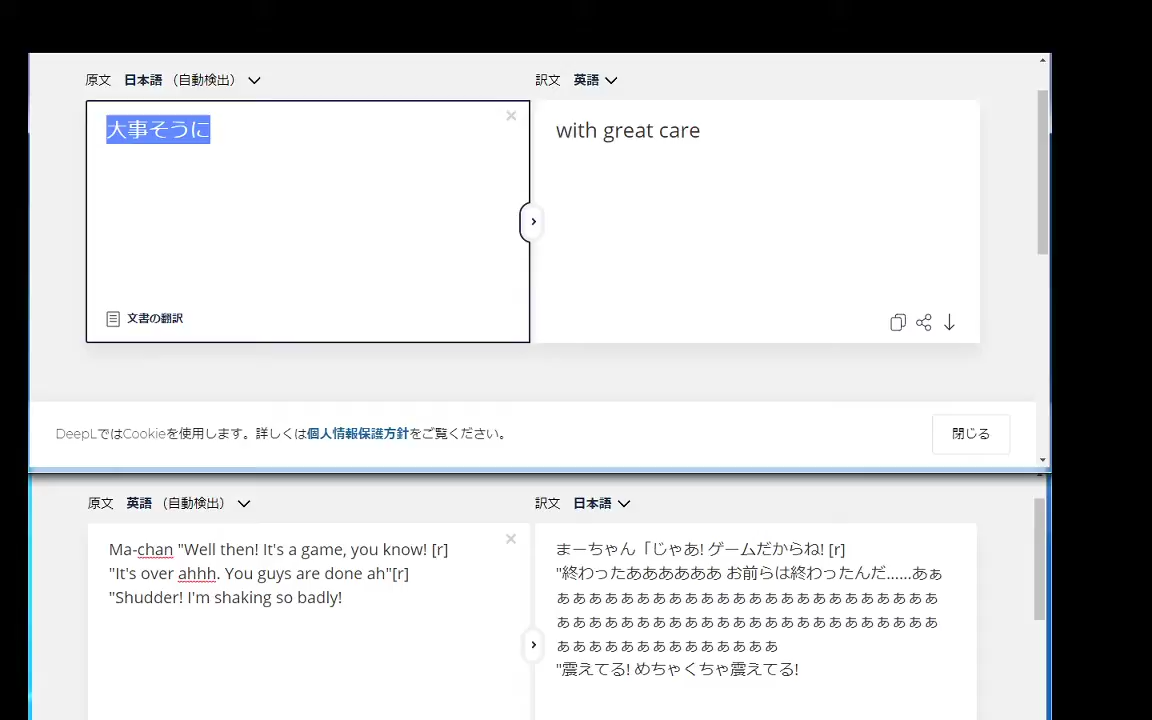 原文 日本語 (自動検出)
訳文 英語
大事そうに
with great care
文書の翻訳
DeepLではCookieを使用します。詳しくは個人情報保護方針をご覧ください。
閉じる
原文 英語 (自動検出)
訳文 日本語
Ma-chan "Well then! It's a game, you know! [r]
"It's over ahhh. You guys are done ah"[r]
"Shudder! I'm shaking so badly!
まーちゃん「じゃあ! ゲームだからね! [r]
"終わったああああああ お前らは終わったんだ……あぁ
ああああああああああああああああああああああああ
ああああああああああああああああああああああああ
ああああああああああああああ
"震えてる! めちゃくちゃ震えてる!